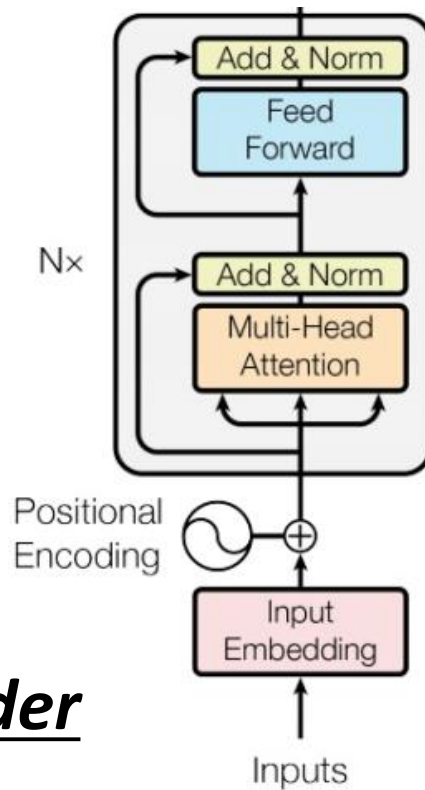 Add & Norm
Feed
Forward
N×
Add & Norm
Multi-Head
Attention
Positional
Encoding
Input
Embedding
der
Inputs